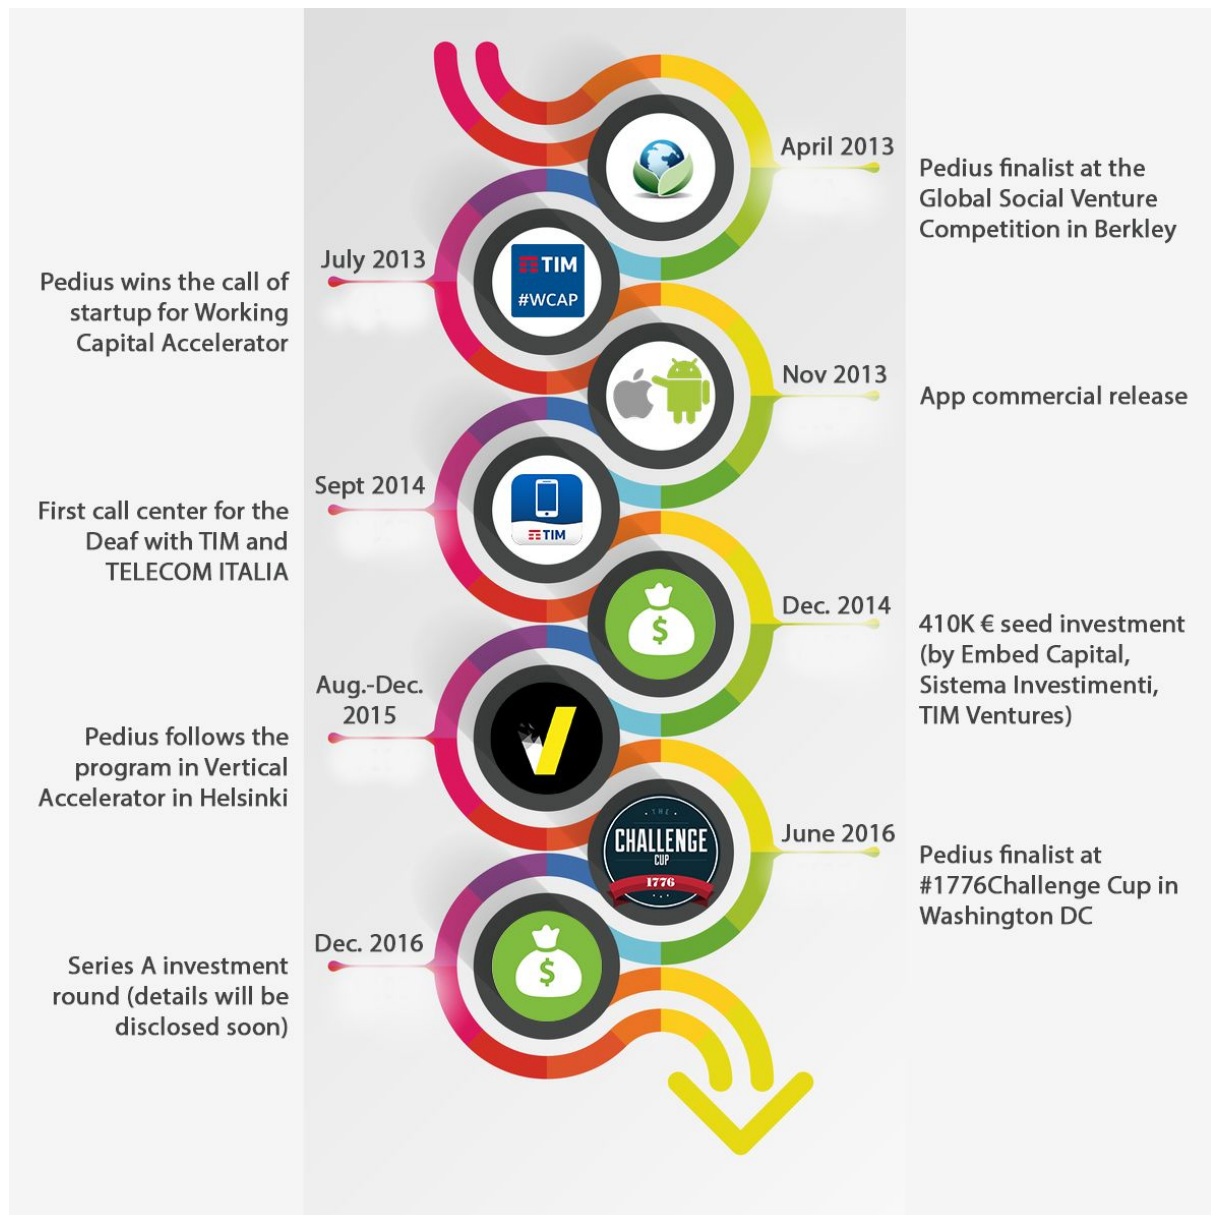 April 2013
Pedius finalist at the
Global Social Venture
Competition in Berkley
July 2013
Pedius wins the call of
startup for Working
Capital Accelerator
TIM
#WCAP
Nov 2013
App commercial release
Sept 2014
First call center for the
Deaf with TIM and
TELECOM ITALIA
TIM
Dec. 2014
410K € seed investment
(by Embed Capital,
Sistema Investimenti,
TIM Ventures)
$
Aug.-Dec.
2015
Pedius follows the
program in Vertical
Accelerator in Helsinki
June 2016
Pedius finalist at
#1776Challenge Cup in
Washington DC
THE
CHALLENGE
CUP
1776
Dec. 2016
Series A investment
round (details will be
disclosed soon)
$